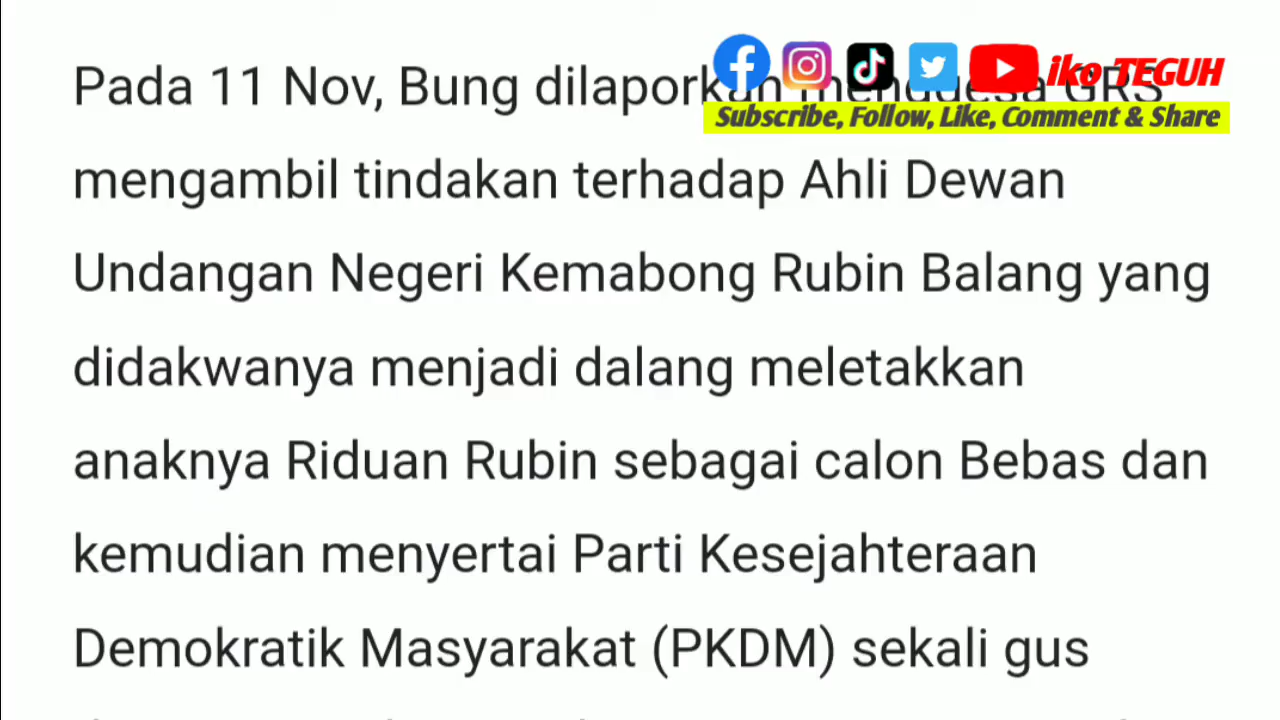 Pada 11 Nov, Bung dilaporkan mendesa GRS
iko TEGUH
Subscribe, Follow, Like, Comment & Share
mengambil tindakan terhadap Ahli Dewan
Undangan Negeri Kemabong Rubin Balang yang
didakwanya menjadi dalang meletakkan
anaknya Riduan Rubin sebagai calon Bebas dan
kemudian menyertai Parti Kesejahteraan
Demokratik Masyarakat (PKDM) sekali gus